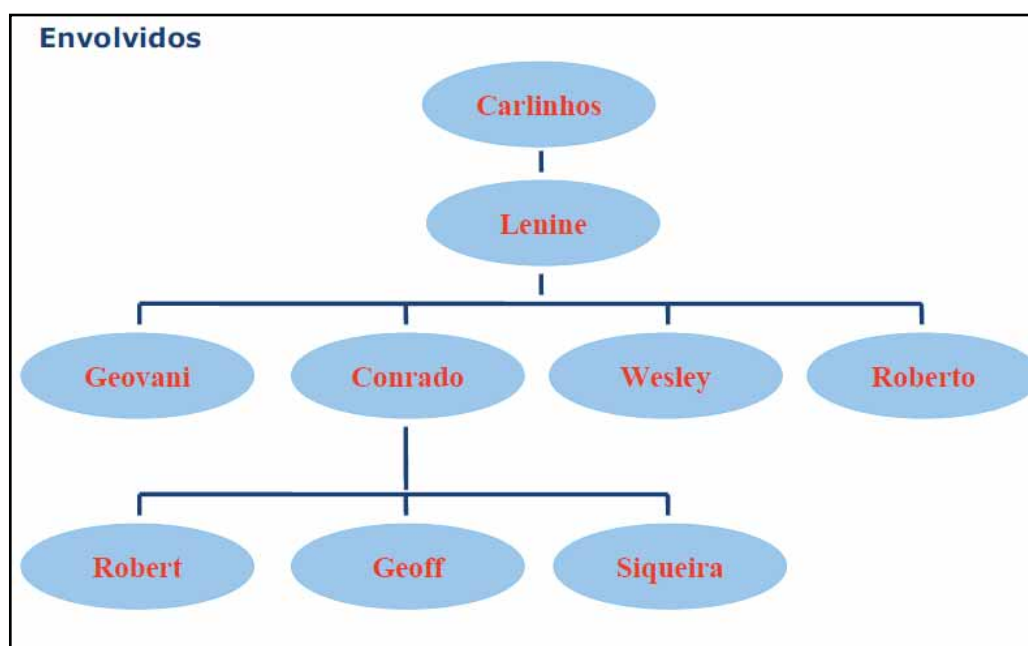 Envolvidos
Carlinhos
Lenine
Geovani Conrado Wesley Roberto
Robert Geoff Siqueira